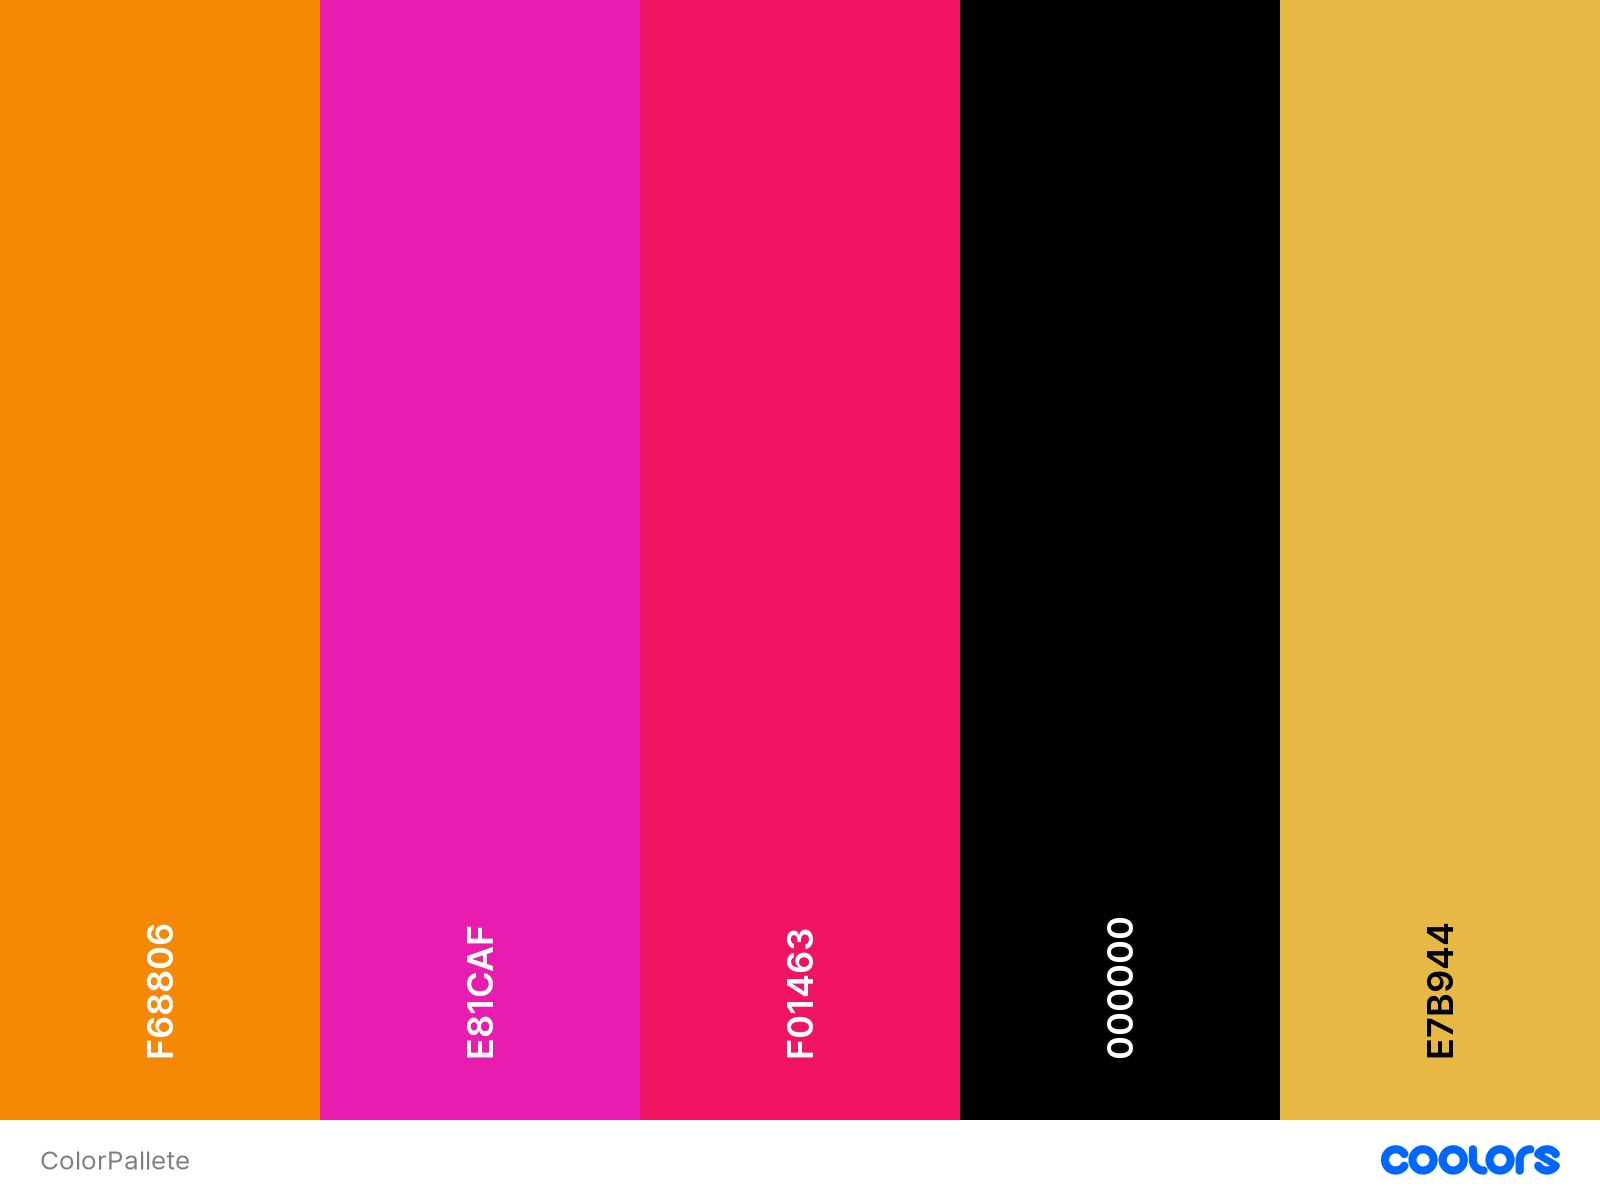 F68806
E81CAF
F01463
000000
E7B944
ColorPallete
coolors